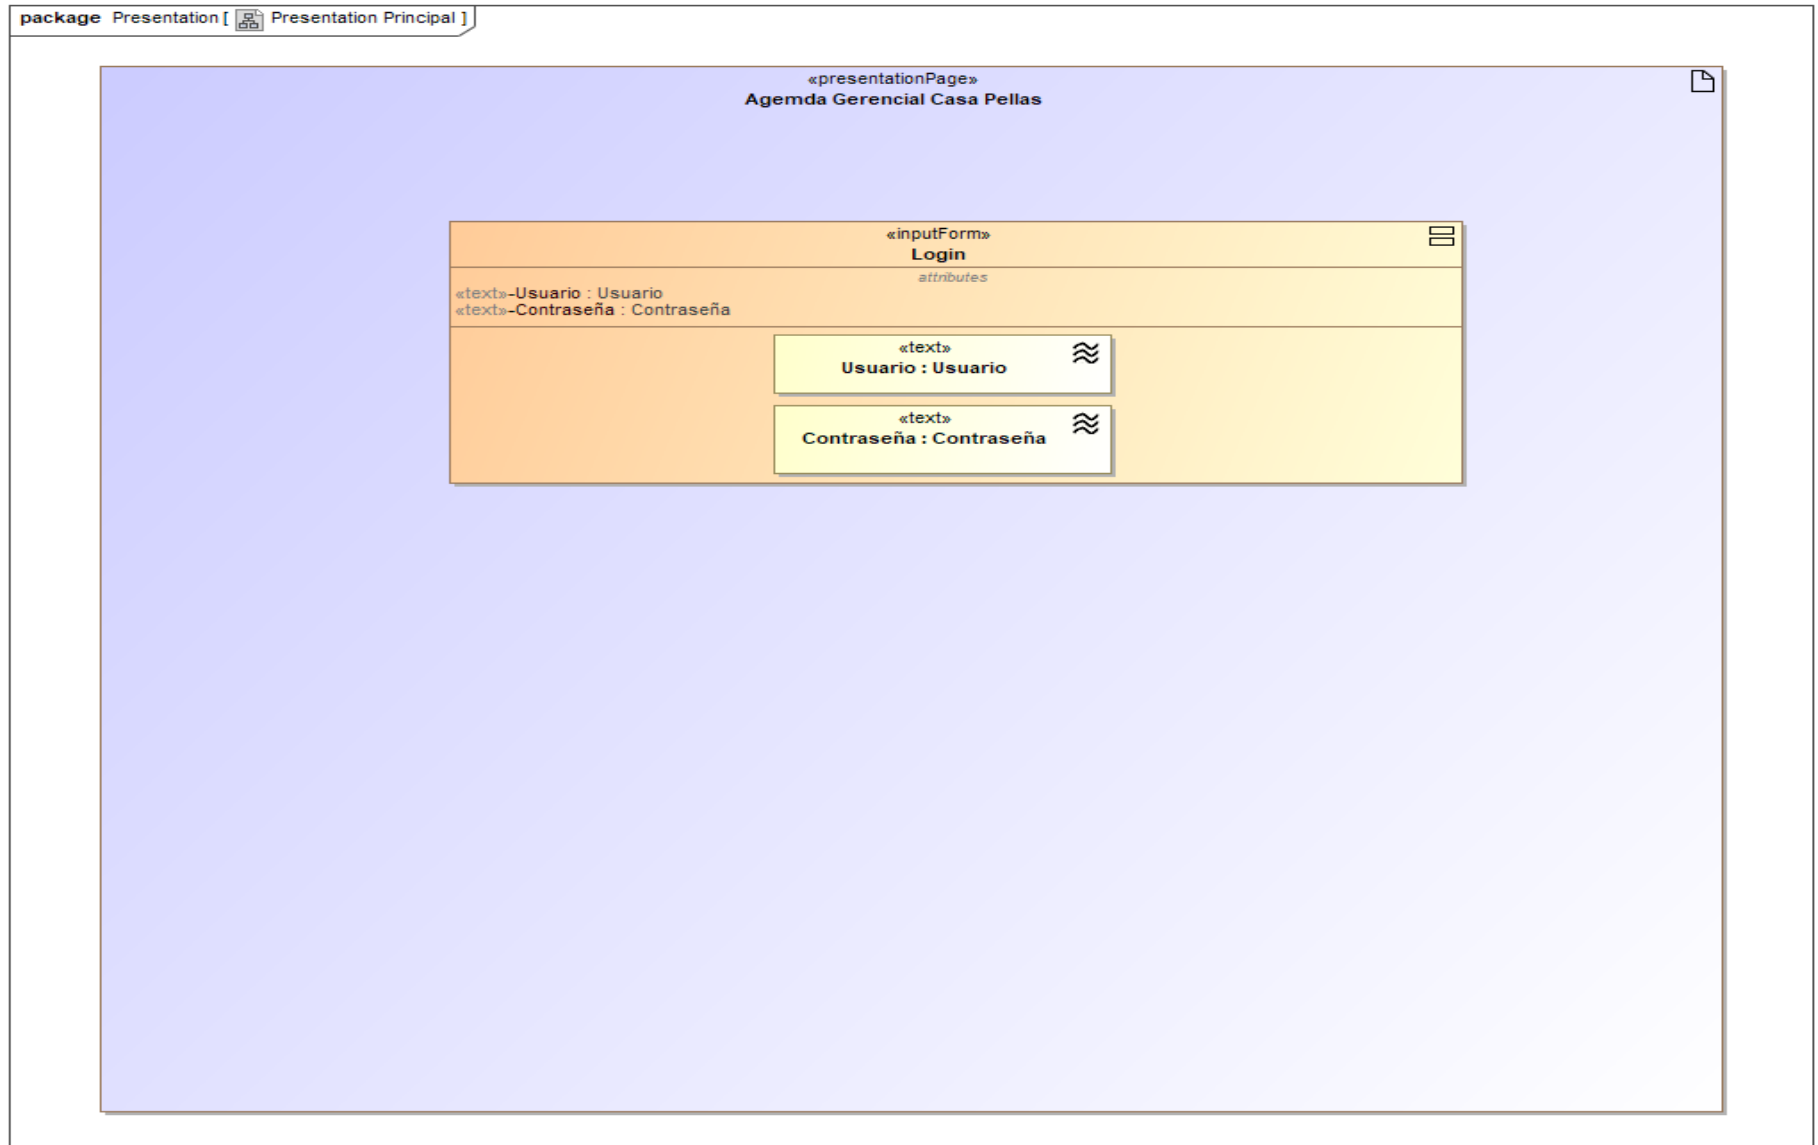 package Presentation [ Presentation Principal ]
«presentationPage»
Agemda Gerencial Casa Pellas
«inputForm»
Login
attributes
«text»-Usuario : Usuario
«text»-Contraseña : Contraseña
«text»
Usuario : Usuario
«text»
Contraseña : Contraseña